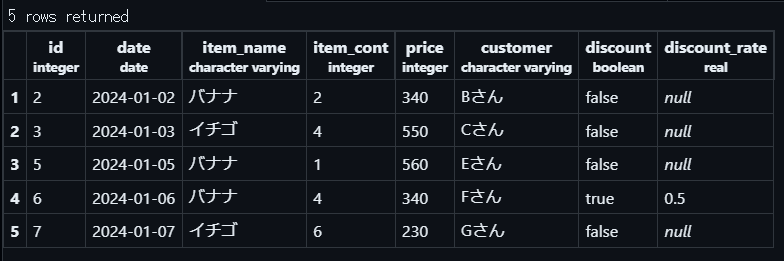 5 rows returned
id date item_name item_cont price customer discount discount_rate
integer date character varying integer integer character varying boolean real
1 2 2024-01-02 バナナ 2 340 Bさん false null
2 3 2024-01-03 イチゴ 4 550 Cさん false null
3 5 2024-01-05 バナナ 1 560 Eさん false null
4 6 2024-01-06 バナナ 4 340 Fさん true 0.5
5 7 2024-01-07 イチゴ 6 230 Gさん false null